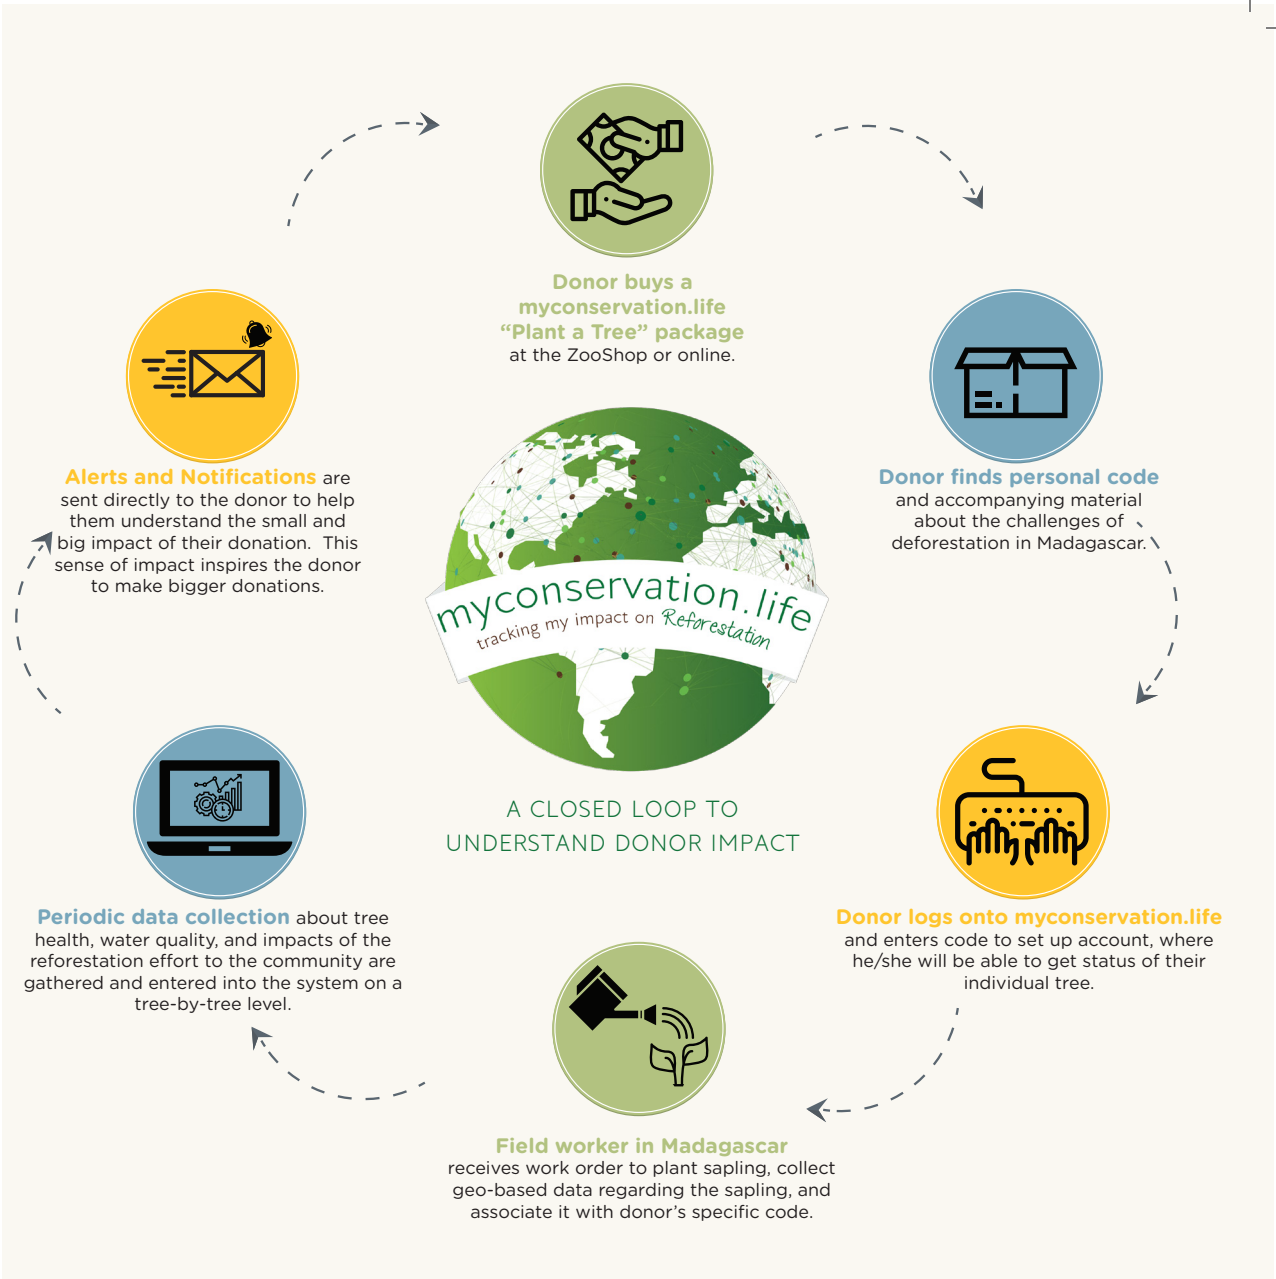 Donor buys a
myconservation.life
“Plant a Tree” package
at the ZooShop or online.
Donor finds personal code
and accompanying material
about the challenges of
deforestation in Madagascar.
Donor logs onto myconservation.life
and enters code to set up account, where
he/she will be able to get status of their
individual tree.
Field worker in Madagascar
receives work order to plant sapling, collect
geo-based data regarding the sapling, and
associate it with donor’s specific code.
Periodic data collection about tree
health, water quality, and impacts of the
reforestation effort to the community are
gathered and entered into the system on a
tree-by-tree level.
Alerts and Notifications are
sent directly to the donor to help
them understand the small and
big impact of their donation.  This
sense of impact inspires the donor
to make bigger donations.
myconservation.life
tracking my impact on Reforestation
A CLOSED LOOP TO
UNDERSTAND DONOR IMPACT